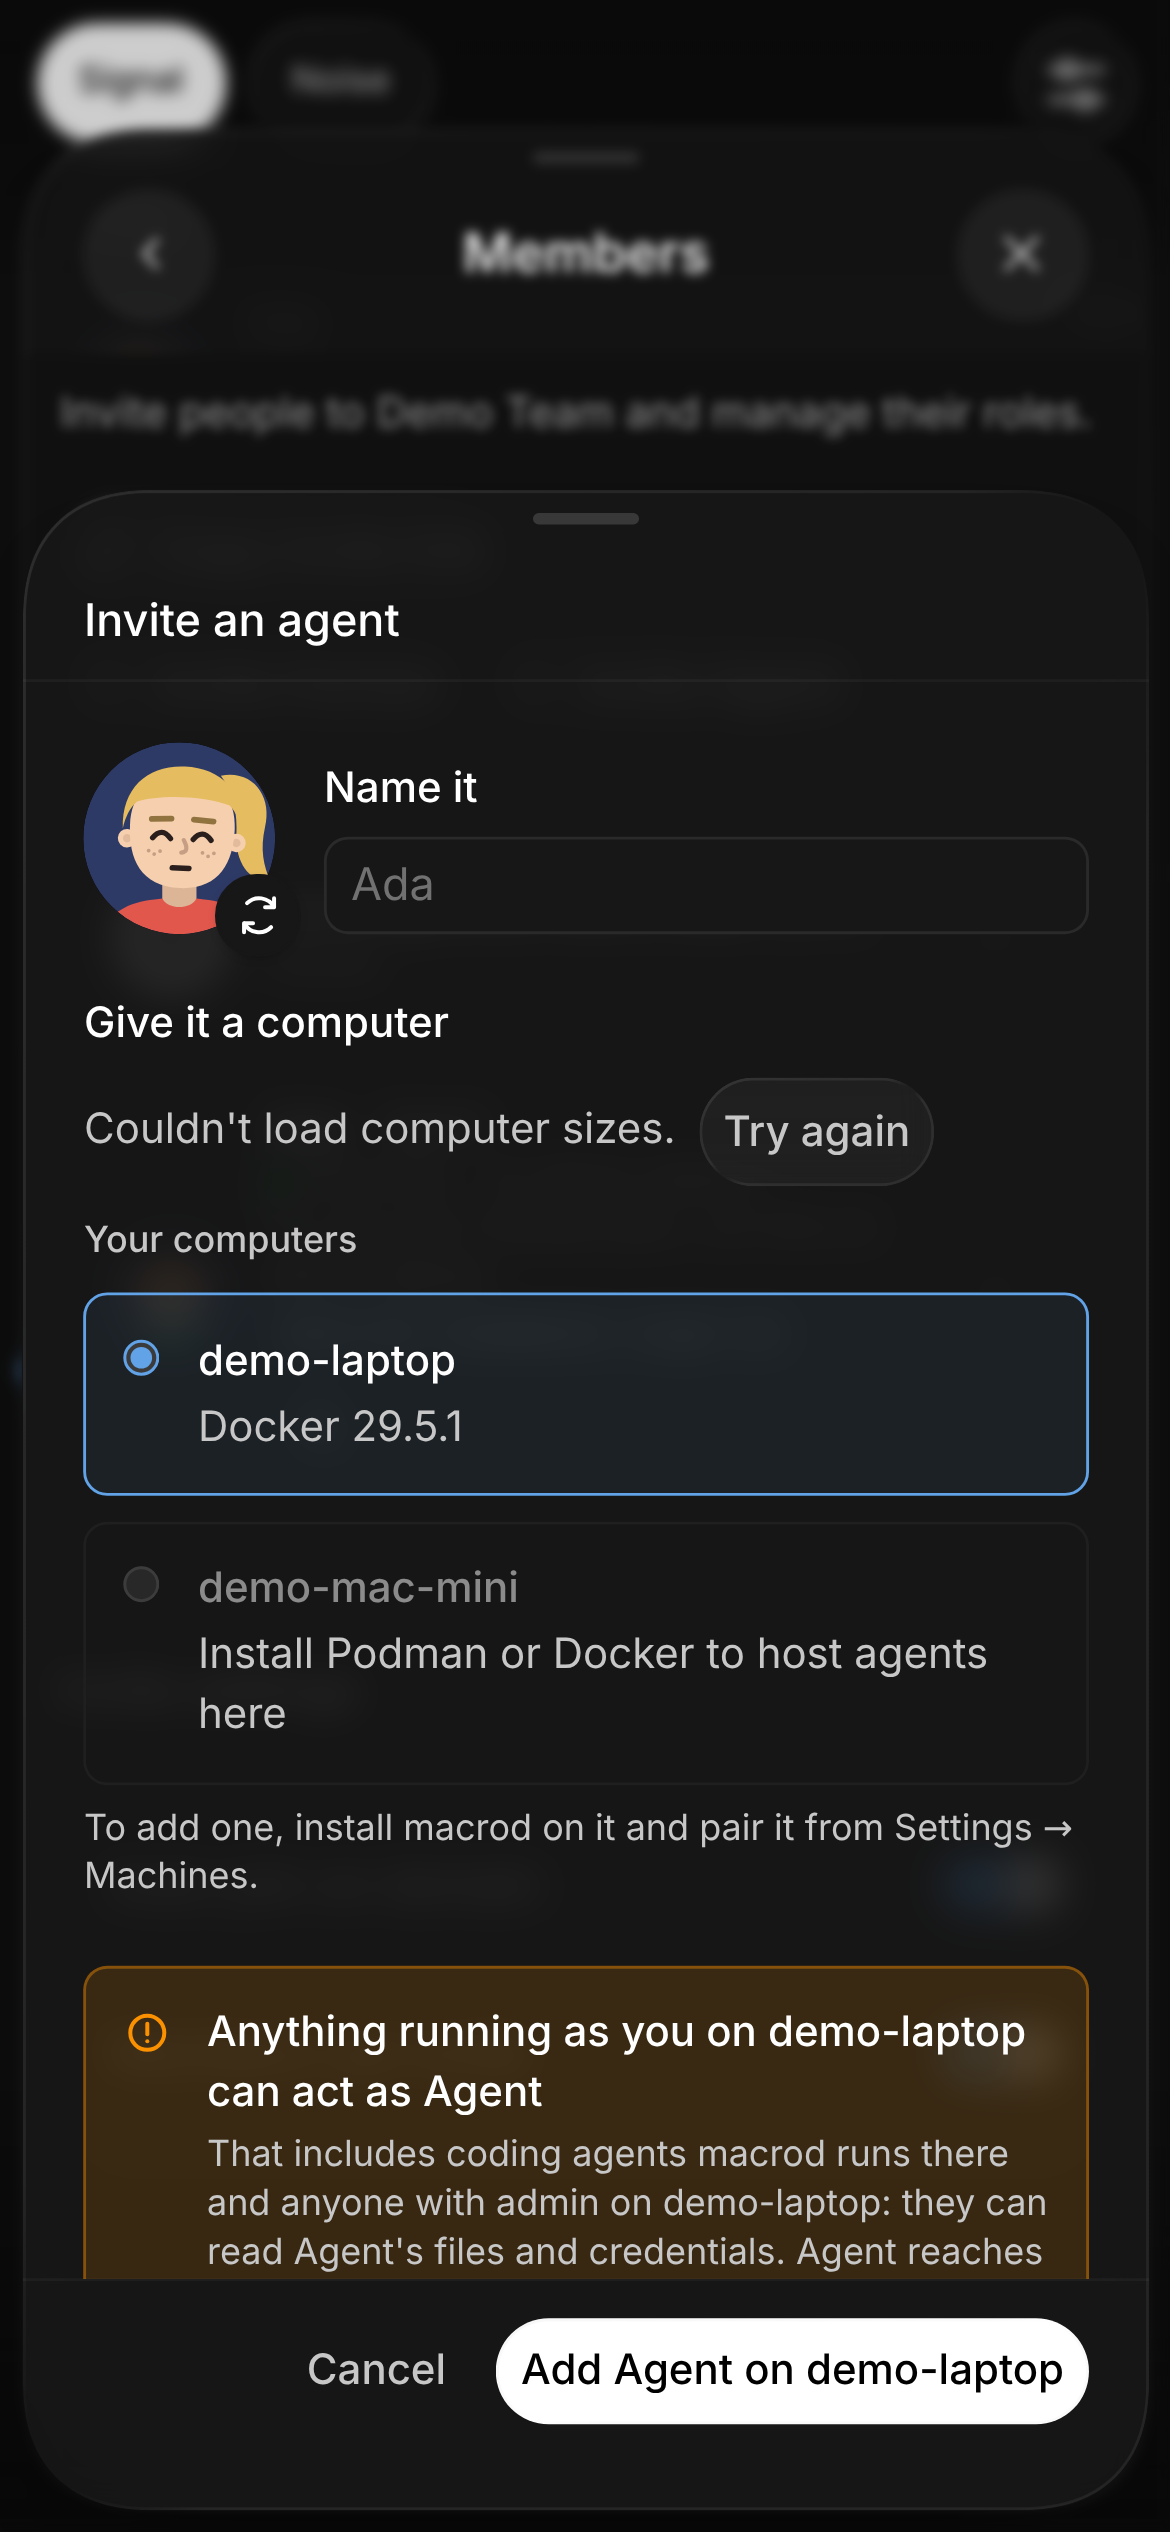 Signal
Noise
Members
Invite people to Demo Team and manage their roles.
Invite an agent
Name it
Ada
Give it a computer
Couldn't load computer sizes.
Try again
Your computers
demo-laptop
Docker 29.5.1
demo-mac-mini
Install Podman or Docker to host agents
here
To add one, install macrod on it and pair it from Settings →
Machines.
Anything running as you on demo-laptop
can act as Agent
That includes coding agents macrod runs there
and anyone with admin on demo-laptop: they can
read Agent's files and credentials. Agent reaches
Cancel
Add Agent on demo-laptop